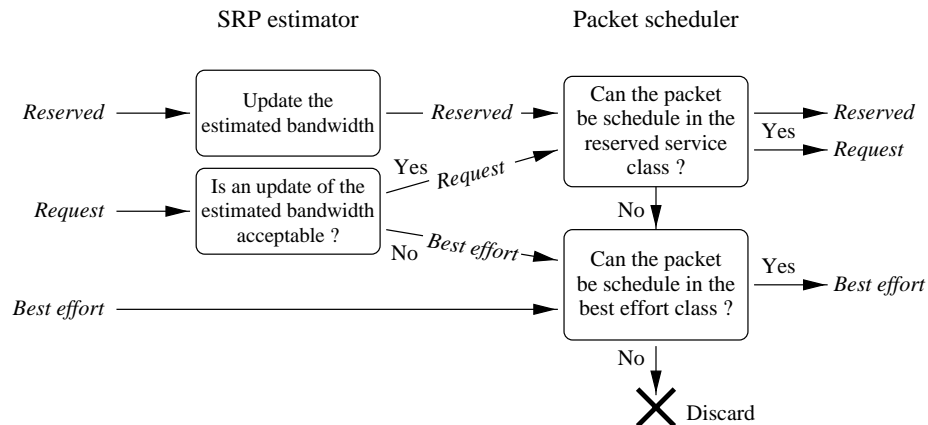 SRP estimator
Packet scheduler
Reserved
Update the
estimated bandwidth
Reserved
Can the packet
be schedule in the
reserved service
class ?
Reserved
Yes
Request
Request
Is an update of the
estimated bandwidth
acceptable ?
Yes
Request
No
Best effort
No
Can the packet
be schedule in the
best effort class ?
Yes
Best effort
Best effort
No
Discard